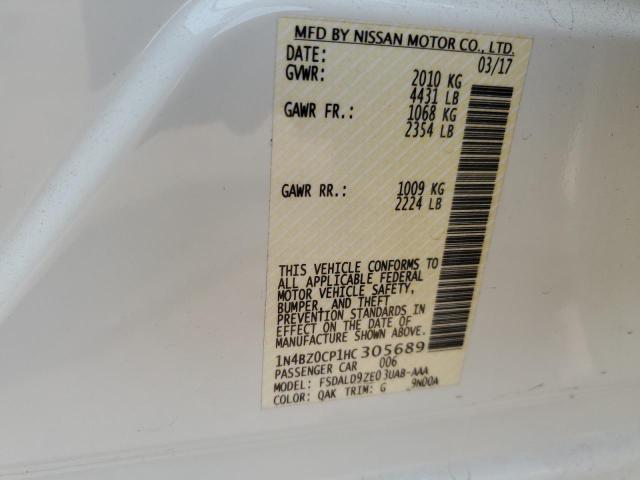 MFD BY NISSAN MOTOR CO., LTD.
DATE: 03/17
GVWR: 2010 KG
4431 LB
GAWR FR.: 1068 KG
2354 LB
GAWR RR.: 1009 KG
2224 LB
THIS VEHICLE CONFORMS TO
ALL APPLICABLE FEDERAL
MOTOR VEHICLE SAFETY,
BUMPER, AND THEFT
PREVENTION STANDARDS IN
EFFECT ON THE DATE OF
MANUFACTURE SHOWN ABOVE.
1N4BZ0CP1HC 305689
PASSENGER CAR 006
MODEL: FSDALD9ZE03UAB-AAA
COLOR: QAK TRIM: G 9N00A